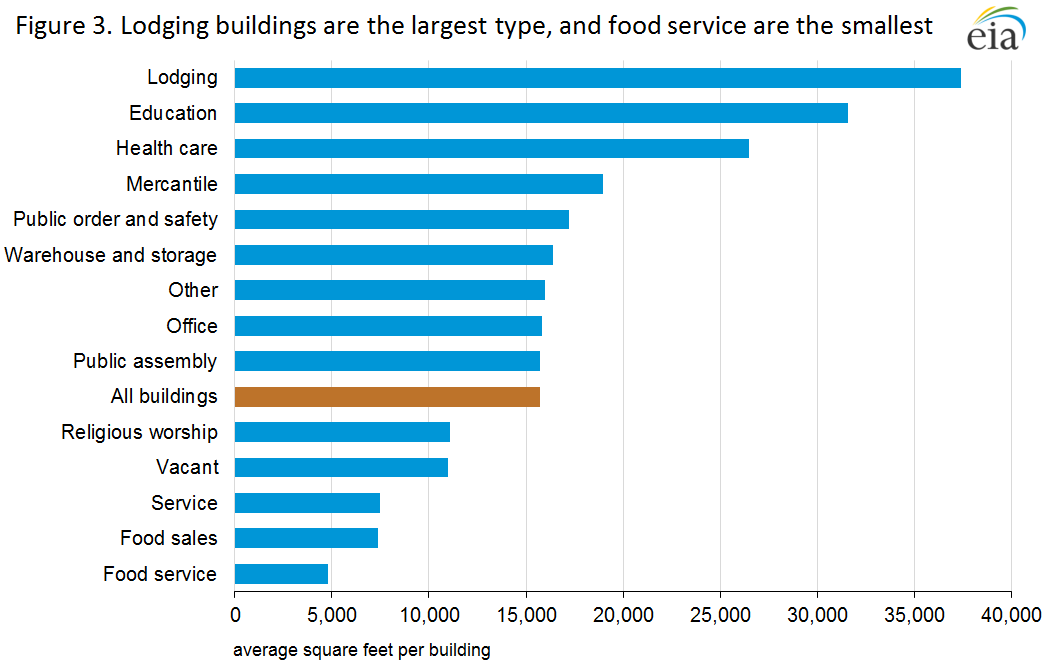 Figure 3. Lodging buildings are the largest type, and food service are the smallest
eia
Lodging
Education
Health care
Mercantile
Public order and safety
Warehouse and storage
Other
Office
Public assembly
All buildings
Religious worship
Vacant
Service
Food sales
Food service
0 5,000 10,000 15,000 20,000 25,000 30,000 35,000 40,000
average square feet per building